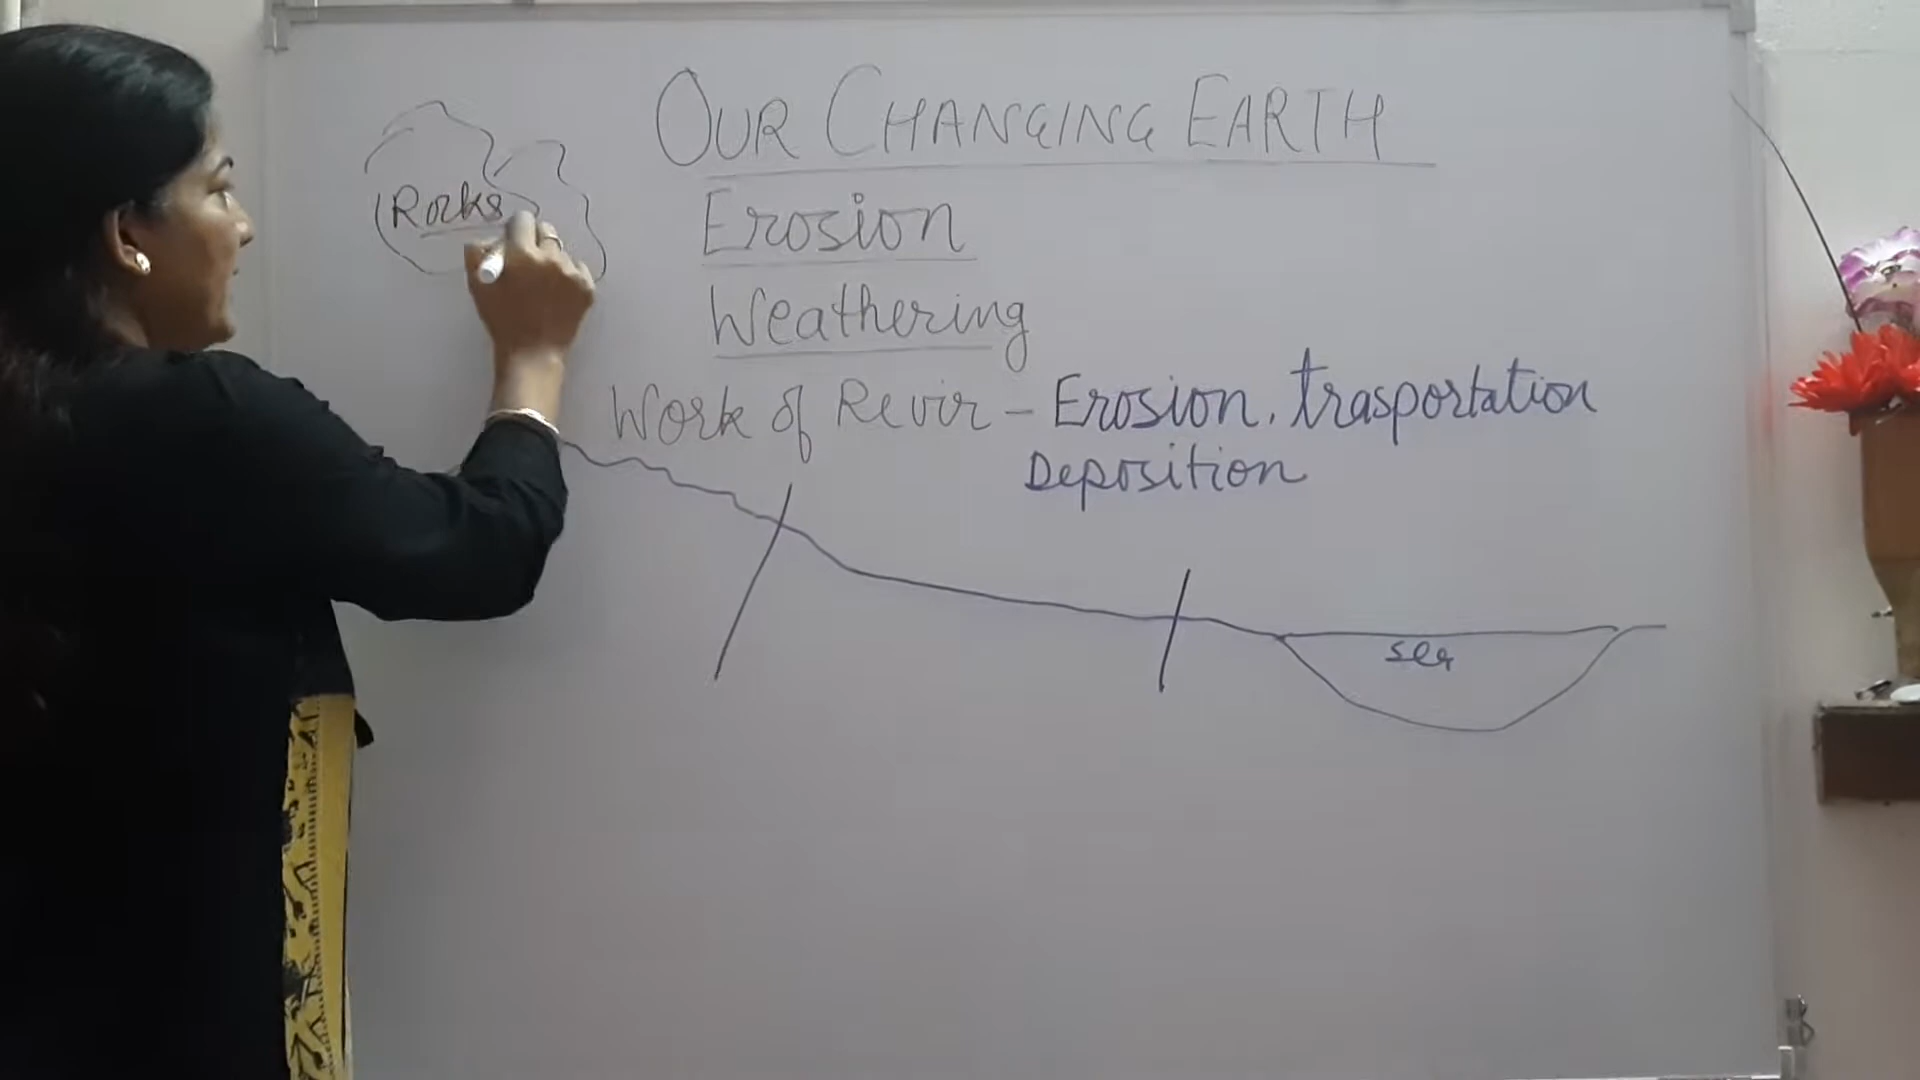 OUR CHANGING EARTH
Rocks
Erosion
Weathering
Work of Revir – Erosion, trasportation
Deposition
sea